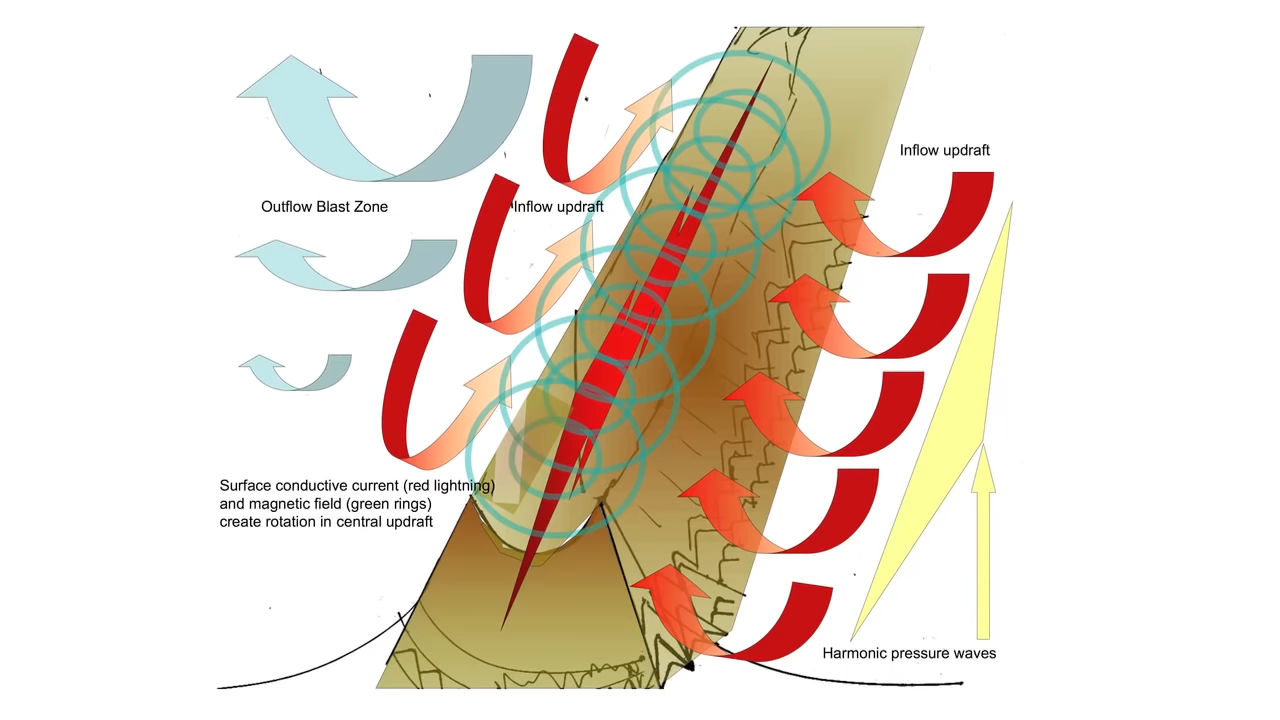 Inflow updraft
Outflow Blast Zone
Inflow updraft
Surface conductive current (red lightning)
and magnetic field (green rings)
create rotation in central updraft
Harmonic pressure waves